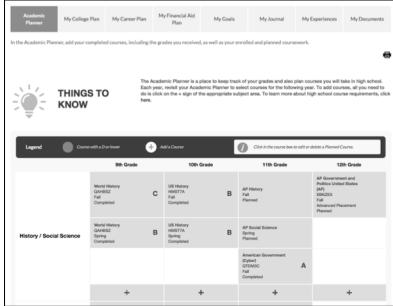 Academic Planner
My College Plan
My Career Plan
My Financial Aid Plan
My Goals
My Journal
My Experiences
My Documents
In the Academic Planner, add your completed courses, including the grades you received, as well as your enrolled and planned coursework.
THINGS TO KNOW
The Academic Planner is a place to keep track of your grades and also plan courses you will take in high school.
Each year, revisit your Academic Planner to select courses for the following year. To add courses, all you need to
do is click on the + sign of the appropriate subject area. To learn more about high school course requirements, click
here.
Legend
Course with a D or lower
+
Add a Course
i
Click in the course box to edit or delete a Planned Course.
9th Grade
10th Grade
11th Grade
12th Grade
History / Social Science
World History
Fall
Completed
C
US History
Fall
Completed
B
AP History
Fall
Planned
AP Government and
Politics United States
(AP)
Fall
Advanced Placement
Planned
World History
Spring
Completed
B
US History
Spring
Completed
B
AP Social Science
Spring
Planned
American Government
(Cyber)
Fall
Completed
A
+
+
+
+